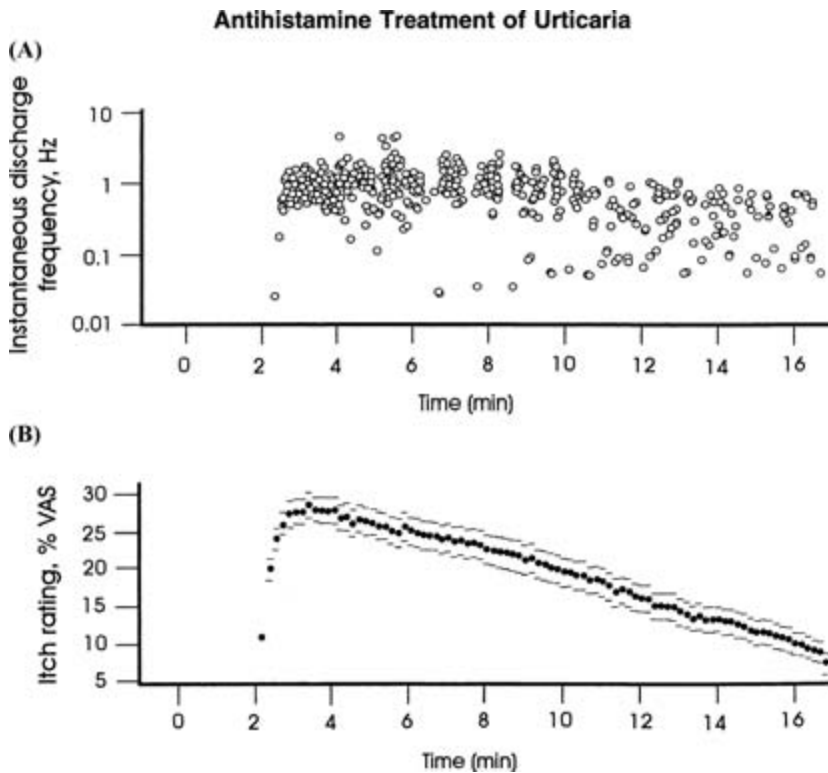 Antihistamine Treatment of Urticaria
(A)
Instantaneous discharge
frequency, Hz
10
1
0.1
0.01
0 2 4 6 8 10 12 14 16
Time (min)
(B)
Itch rating, % VAS
30
25
20
15
10
5
0 2 4 6 8 10 12 14 16
Time (min)